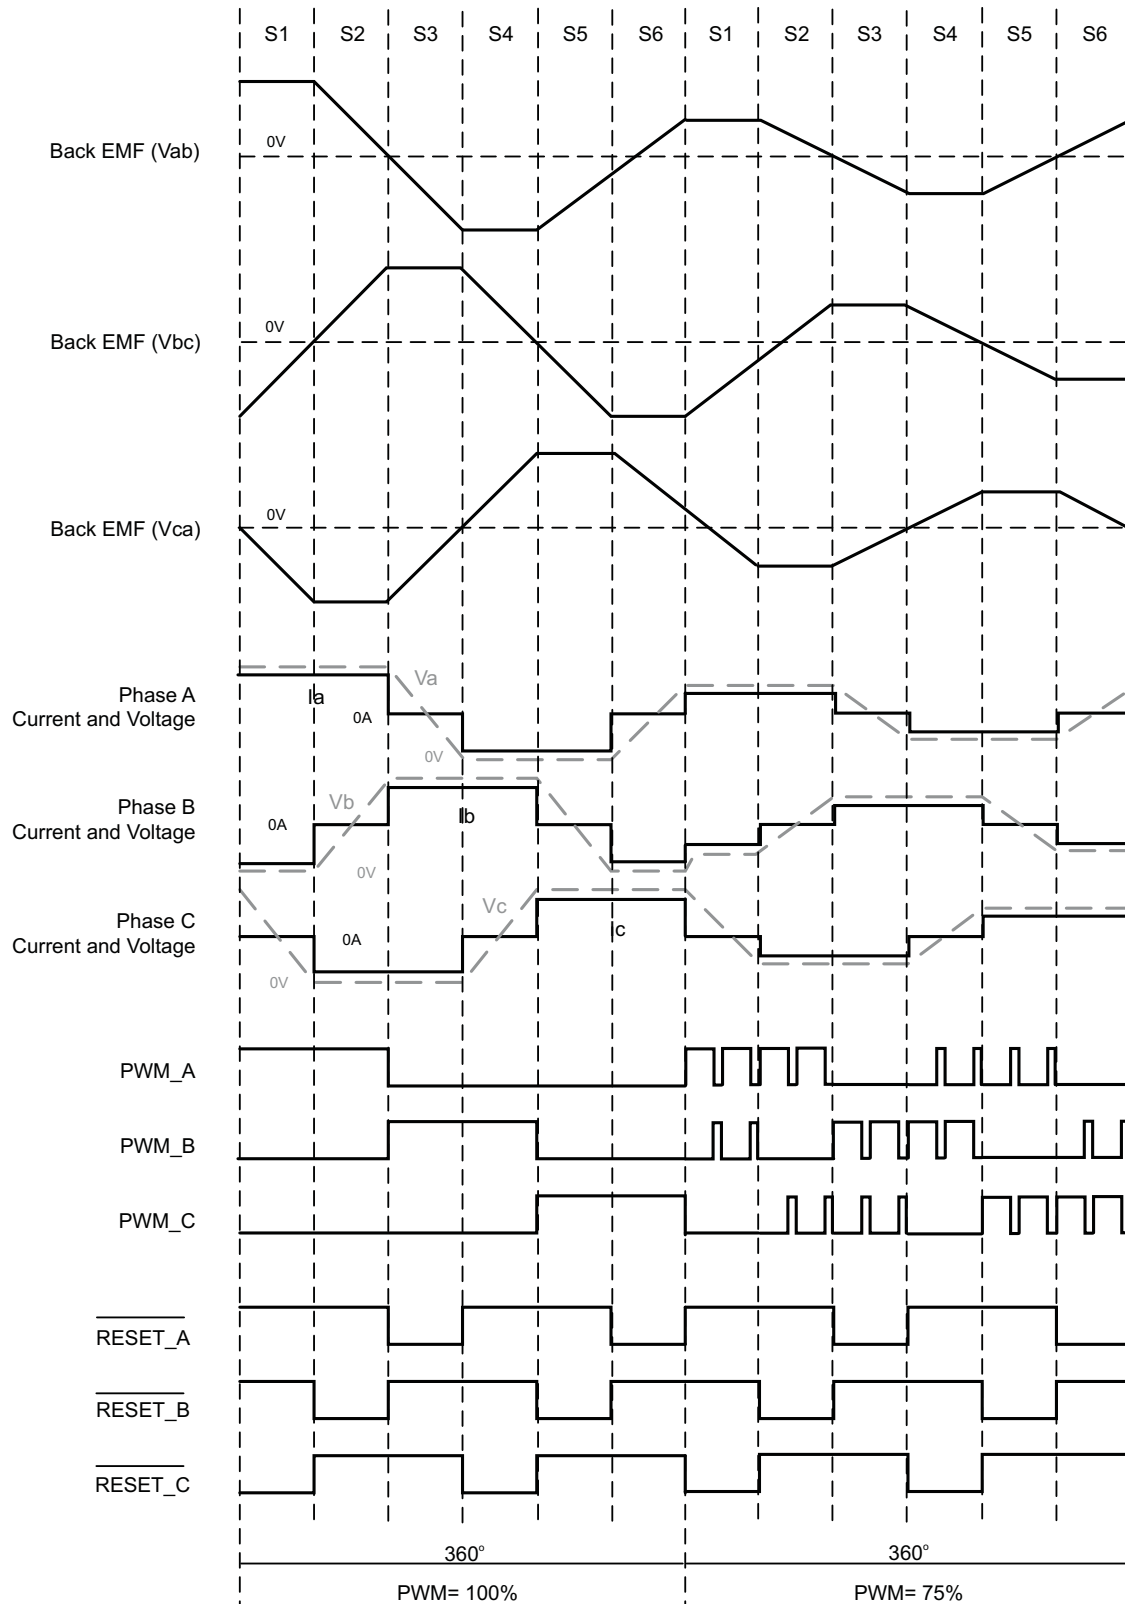 S1 S2 S3 S4 S5 S6 S1 S2 S3 S4 S5 S6
Back EMF (Vab)
0V
Back EMF (Vbc)
0V
Back EMF (Vca)
0V
Phase A
Current and Voltage
Ia
0A
Va
0V
Phase B
Current and Voltage
0A
Vb
0V
Ib
Phase C
Current and Voltage
0V
0A
Vc
Ic
PWM_A
PWM_B
PWM_C
RESET_A
RESET_B
RESET_C
360° 360°
PWM= 100% PWM= 75%